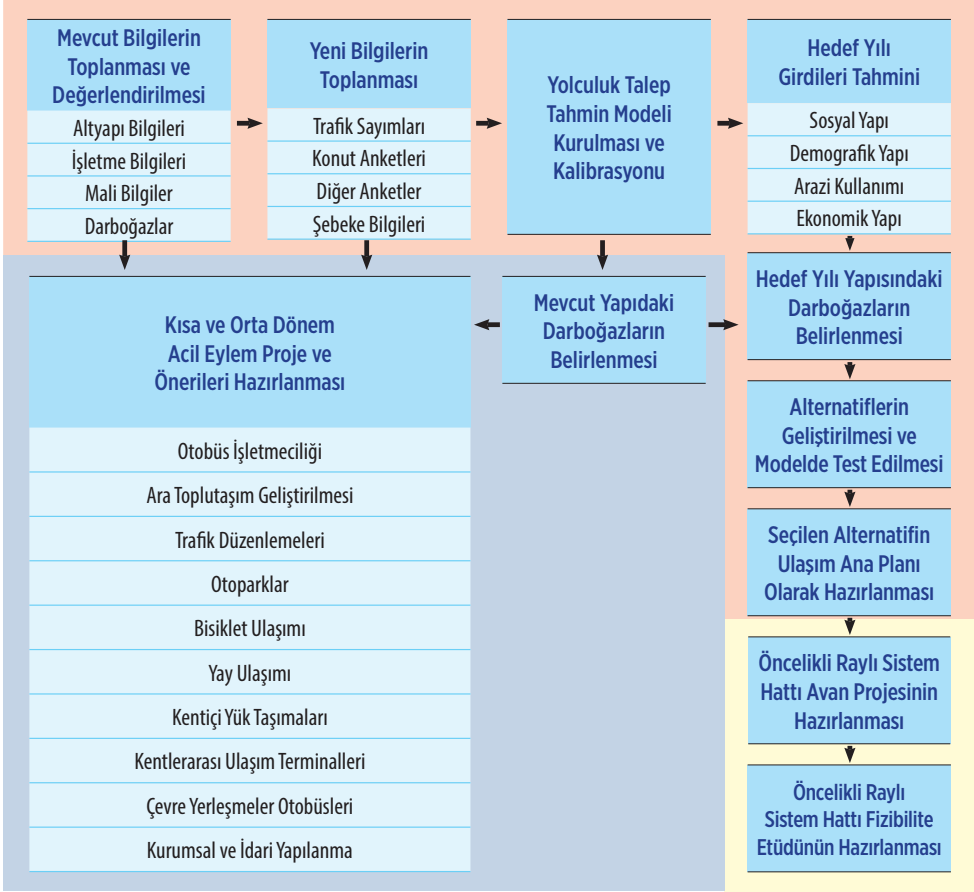 Mevcut Bilgilerin
Toplanması ve
Değerlendirilmesi
Altyapı Bilgileri
İşletme Bilgileri
Mali Bilgiler
Darboğazlar
Yeni Bilgilerin
Toplanması
Trafik Sayımları
Konut Anketleri
Diğer Anketler
Şebeke Bilgileri
Yolculuk Talep
Tahmin Modeli
Kurulması ve
Kalibrasyonu
Hedef Yılı
Girdileri Tahmini
Sosyal Yapı
Demografik Yapı
Arazi Kullanımı
Ekonomik Yapı
Kısa ve Orta Dönem
Acil Eylem Proje ve
Önerileri Hazırlanması
Otobüs İşletmeciliği
Ara Toplutaşım Geliştirilmesi
Trafik Düzenlemeleri
Otoparklar
Bisiklet Ulaşımı
Yay Ulaşımı
Kentiçi Yük Taşımaları
Kentlerarası Ulaşım Terminalleri
Çevre Yerleşmeler Otobüsleri
Kurumsal ve İdari Yapılanma
Mevcut Yapıdaki
Darboğazların
Belirlenmesi
Hedef Yılı Yapısındaki
Darboğazların
Belirlenmesi
Alternatiflerin
Geliştirilmesi ve
Modelde Test Edilmesi
Seçilen Alternatifin
Ulaşım Ana Planı
Olarak Hazırlanması
Öncelikli Raylı Sistem
Hattı Avan Projesinin
Hazırlanması
Öncelikli Raylı
Sistem Hattı Fizibilite
Etüdünün Hazırlanması